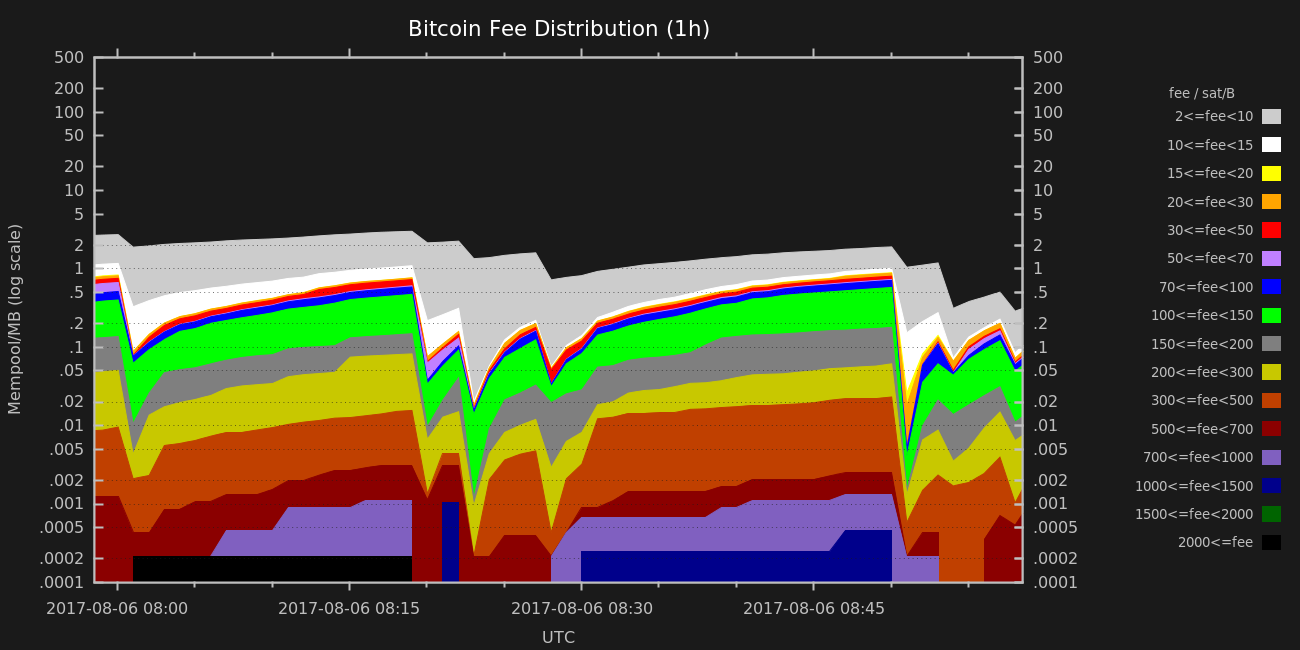 Bitcoin Fee Distribution (1h)
Mempool/MB (log scale)
500
200
100
50
20
10
5
2
1
.5
.2
.1
.05
.02
.01
.005
.002
.001
.0005
.0002
.0001
500
200
100
50
20
10
5
2
1
.5
.2
.1
.05
.02
.01
.005
.002
.001
.0005
.0002
.0001
2017-08-06 08:00 2017-08-06 08:15 2017-08-06 08:30 2017-08-06 08:45
UTC
fee / sat/B
2<=fee<10
10<=fee<15
15<=fee<20
20<=fee<30
30<=fee<50
50<=fee<70
70<=fee<100
100<=fee<150
150<=fee<200
200<=fee<300
300<=fee<500
500<=fee<700
700<=fee<1000
1000<=fee<1500
1500<=fee<2000
2000<=fee